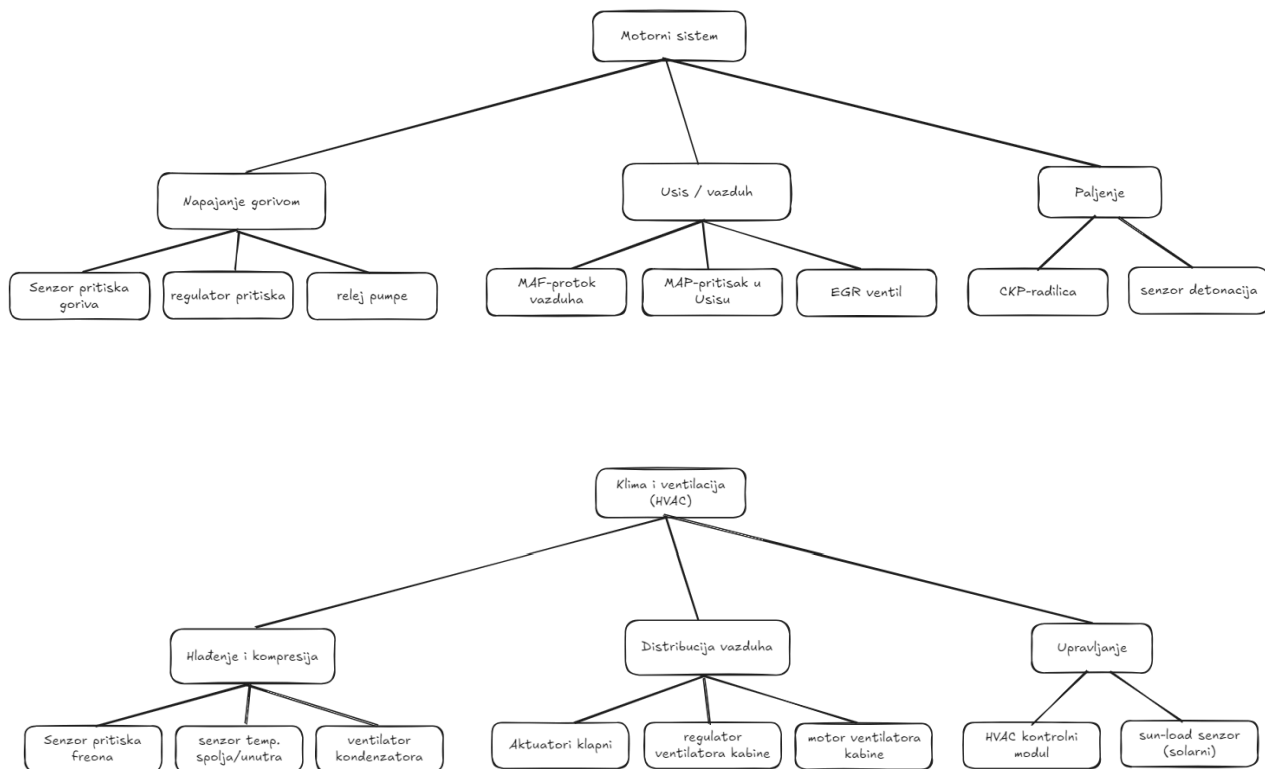 Motorni sistem
Napajanje gorivom
Usis / vazduh
Paljenje
Senzor pritiska
goriva
regulator pritiska
relej pumpe
MAF-protok
vazduha
MAP-pritisak u
Usisu
EGR ventil
CKP-radilica
senzor detonacija
Klima i ventilacija
(HVAC)
Hlađenje i kompresija
Distribucija vazduha
Upravljanje
Senzor pritiska
freona
senzor temp.
spolja/unutra
ventilator
kondenzatora
Aktuatori klapni
regulator
ventilatora kabine
motor ventilatora
kabine
HVAC kontrolni
modul
sun-load senzor
(solarni)